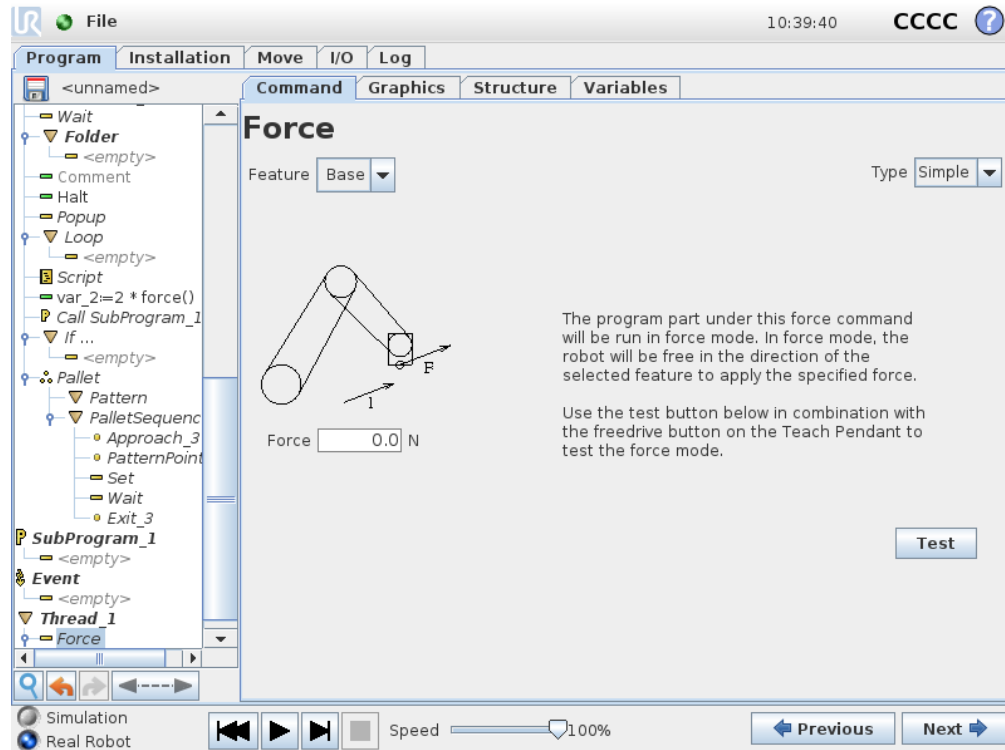 UR File 10:39:40 CCCC ?
Program Installation Move I/O Log
<unnamed> Command Graphics Structure Variables
Wait
Folder
<empty>
Comment
Halt
Popup
Loop
<empty>
Script
var_2:=2 * force()
Call SubProgram_1
If ...
<empty>
Pallet
Pattern
PalletSequenc
Approach_3
PatternPoint
Set
Wait
Exit_3
P SubProgram_1
<empty>
Event
<empty>
Thread_1
Force
Force
Feature Base Type Simple
F
l
Force 0.0 N
The program part under this force command
will be run in force mode. In force mode, the
robot will be free in the direction of the
selected feature to apply the specified force.
Use the test button below in combination with
the freedrive button on the Teach Pendant to
test the force mode.
Test
Simulation
Real Robot
Speed 100% Previous Next